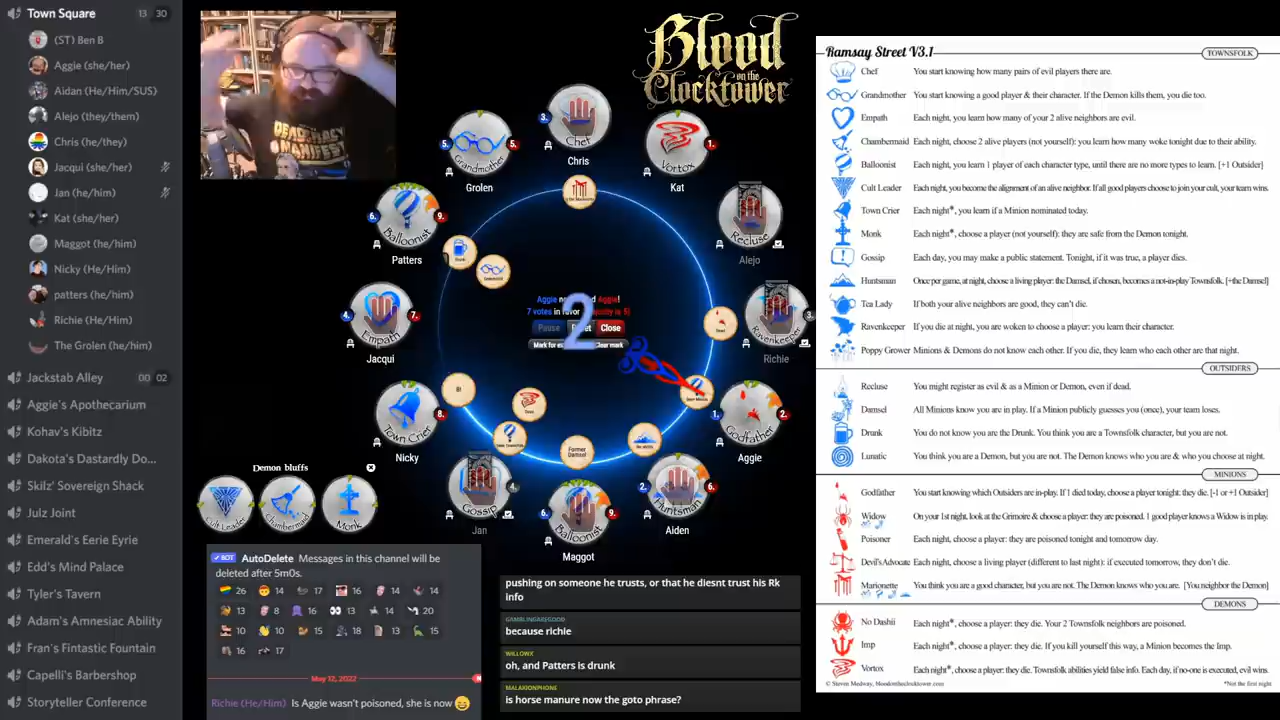 Town Square
13 30
(ST) Ben B
Aggie (she/her)
Aidan (He/Him/SUS)
Alejo (they/them)
Chris (he/they)
Jacqui (she/her)
Jan (he/him)
Kat (she/her)
Maggot (he/him)
Nicky (He/Him)
patters (he/him)
Richie (He/Him)
The Grolen (he/him)
Jackstab Alley
00 02
Aggie's Apothecarium
Kohav's Kibitz
Dakota's Dastardly Do...
Skilz' Sovereign Shack
Julz Joint
Emerald's Eerie Eyrie
Edd's Mind Palace
Tyler's Tavern
Adam's Amnesiac Ability
Fran's Fintastic Fountain
Storyteller Conference
Blood
on the
Clocktower
Grandmother
Grolen
Chef
Chris
Vortox
Kat
Recluse
Alejo
Richie
Godfather
Aggie
Huntsman
Aiden
Balloonist
Maggot
Gossip
Jan
Nicky
Empath
Jacqui
Balloonist
Patters
7 votes in favor
Pause
Close
2
Demon bluffs
Cult Leader
Chambermaid
Monk
BOT AutoDelete Messages in this channel will be
deleted after 5m0s.
26 14 17 16 14
13 8 16 13 14 20
10 10 15 18 13 15
16 17
May 12, 2022
Richie (He/Him) Is Aggie wasn't poisoned, she is now
pushing on someone he trusts, or that he diesnt trust his Rk
info
because richie
WILLOWX
oh, and Patters is drunk
is horse manure now the goto phrase?
Ramsay Street V3.1
TOWNSFOLK
Chef You start knowing how many pairs of evil players there are.
Grandmother You start knowing a good player & their character. If the Demon kills them, you die too.
Empath Each night, you learn how many of your 2 alive neighbors are evil.
Chambermaid Each night, choose 2 alive players (not yourself): you learn how many woke tonight due to their ability.
Balloonist Each night, you learn 1 player of each character type, until there are no more types to learn. [+1 Outsider]
Cult Leader Each night, you become the alignment of an alive neighbor. If all good players choose to join your cult, your team wins.
Town Crier Each night*, you learn if a Minion nominated today.
Monk Each night*, choose a player (not yourself): they are safe from the Demon tonight.
Gossip Each day, you may make a public statement. Tonight, if it was true, a player dies.
Huntsman Once per game, at night, choose a living player: the Damsel, if chosen, becomes a not-in-play Townsfolk. [+the Damsel]
Tea Lady If both your alive neighbors are good, they can't die.
Ravenkeeper If you die at night, you are woken to choose a player: you learn their character.
Poppy Grower Minions & Demons do not know each other. If you die, they learn who each other are that night.
OUTSIDERS
Recluse You might register as evil & as a Minion or Demon, even if dead.
Damsel All Minions know you are in play. If a Minion publicly guesses you (once), your team loses.
Drunk You do not know you are the Drunk. You think you are a Townsfolk character, but you are not.
Lunatic You think you are a Demon, but you are not. The Demon knows who you are & who you choose at night.
MINIONS
Godfather You start knowing which Outsiders are in-play. If 1 died today, choose a player tonight: they die. [-1 or +1 Outsider]
Widow On your 1st night, look at the Grimoire & choose a player: they are poisoned. 1 good player knows a Widow is in play.
Poisoner Each night, choose a player: they are poisoned tonight and tomorrow day.
Devil's Advocate Each night, choose a living player (different to last night): if executed tomorrow, they don't die.
Marionette You think you are a good character, but you are not. The Demon knows who you are. [You neighbor the Demon]
DEMONS
No Dashii Each night*, choose a player: they die. Your 2 Townsfolk neighbors are poisoned.
Imp Each night*, choose a player: they die. If you kill yourself this way, a Minion becomes the Imp.
Vortox Each night*, choose a player: they die. Townsfolk abilities yield false info. Each day, if no-one is executed, evil wins.
© Steven Medway, bloodontheclocktower.com
*Not the first night